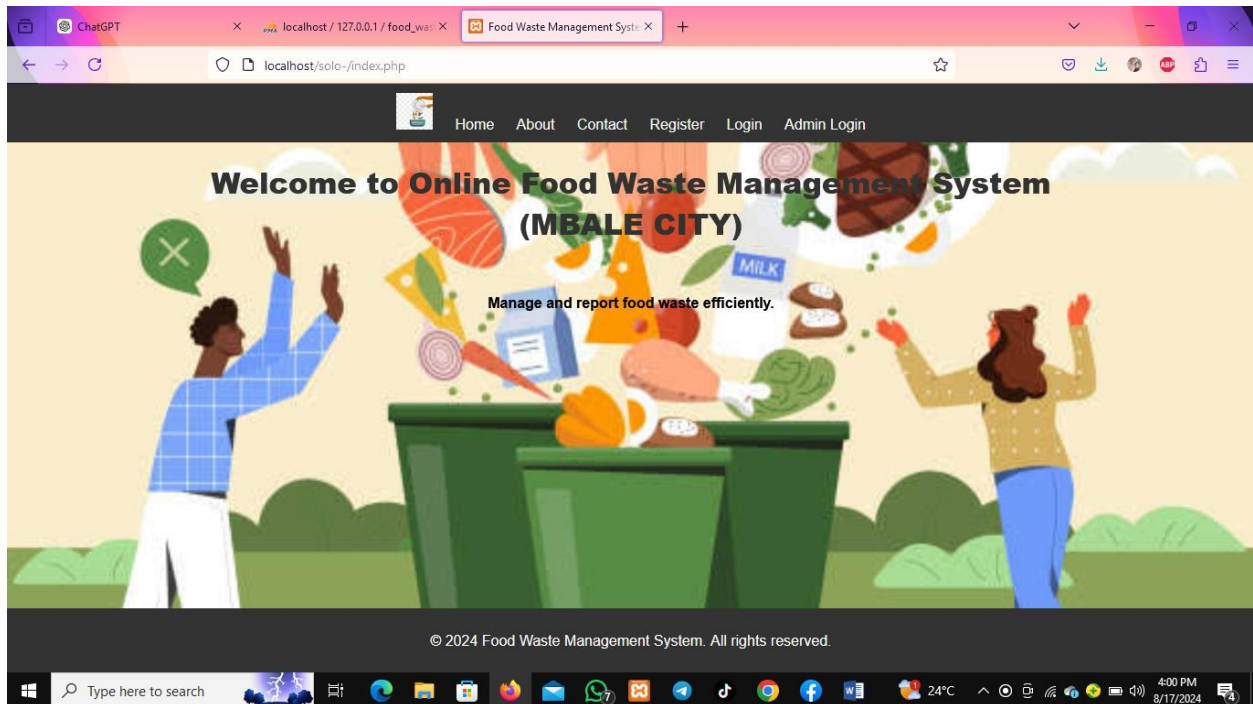 ChatGPT
localhost / 127.0.0.1 / food_was
Food Waste Management Syste
localhost/solo-/index.php
ABP
Home About Contact Register Login Admin Login
Welcome to Online Food Waste Management System
(MBALE CITY)
MILK
Manage and report food waste efficiently.
© 2024 Food Waste Management System. All rights reserved.
Type here to search
7
24°C
4:00 PM
8/17/2024
4